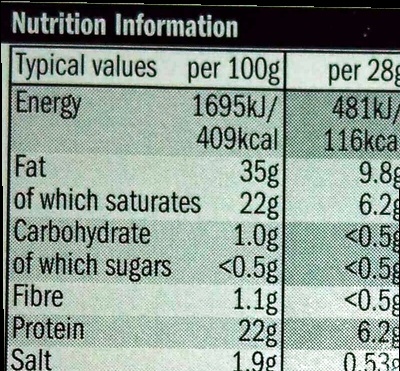 Nutrition Information
Typical values per 100g per 28g
Energy 1695kJ/ 481kJ/
409kcal 116kca
Fat 35g 9.8g
of which saturates 22g 6.2g
Carbohydrate 1.0g <0.5g
of which sugars <0.5g <0.5g
Fibre 1.1g <0.5g
Protein 22g 6.2g
Salt 1.9g 0.53g